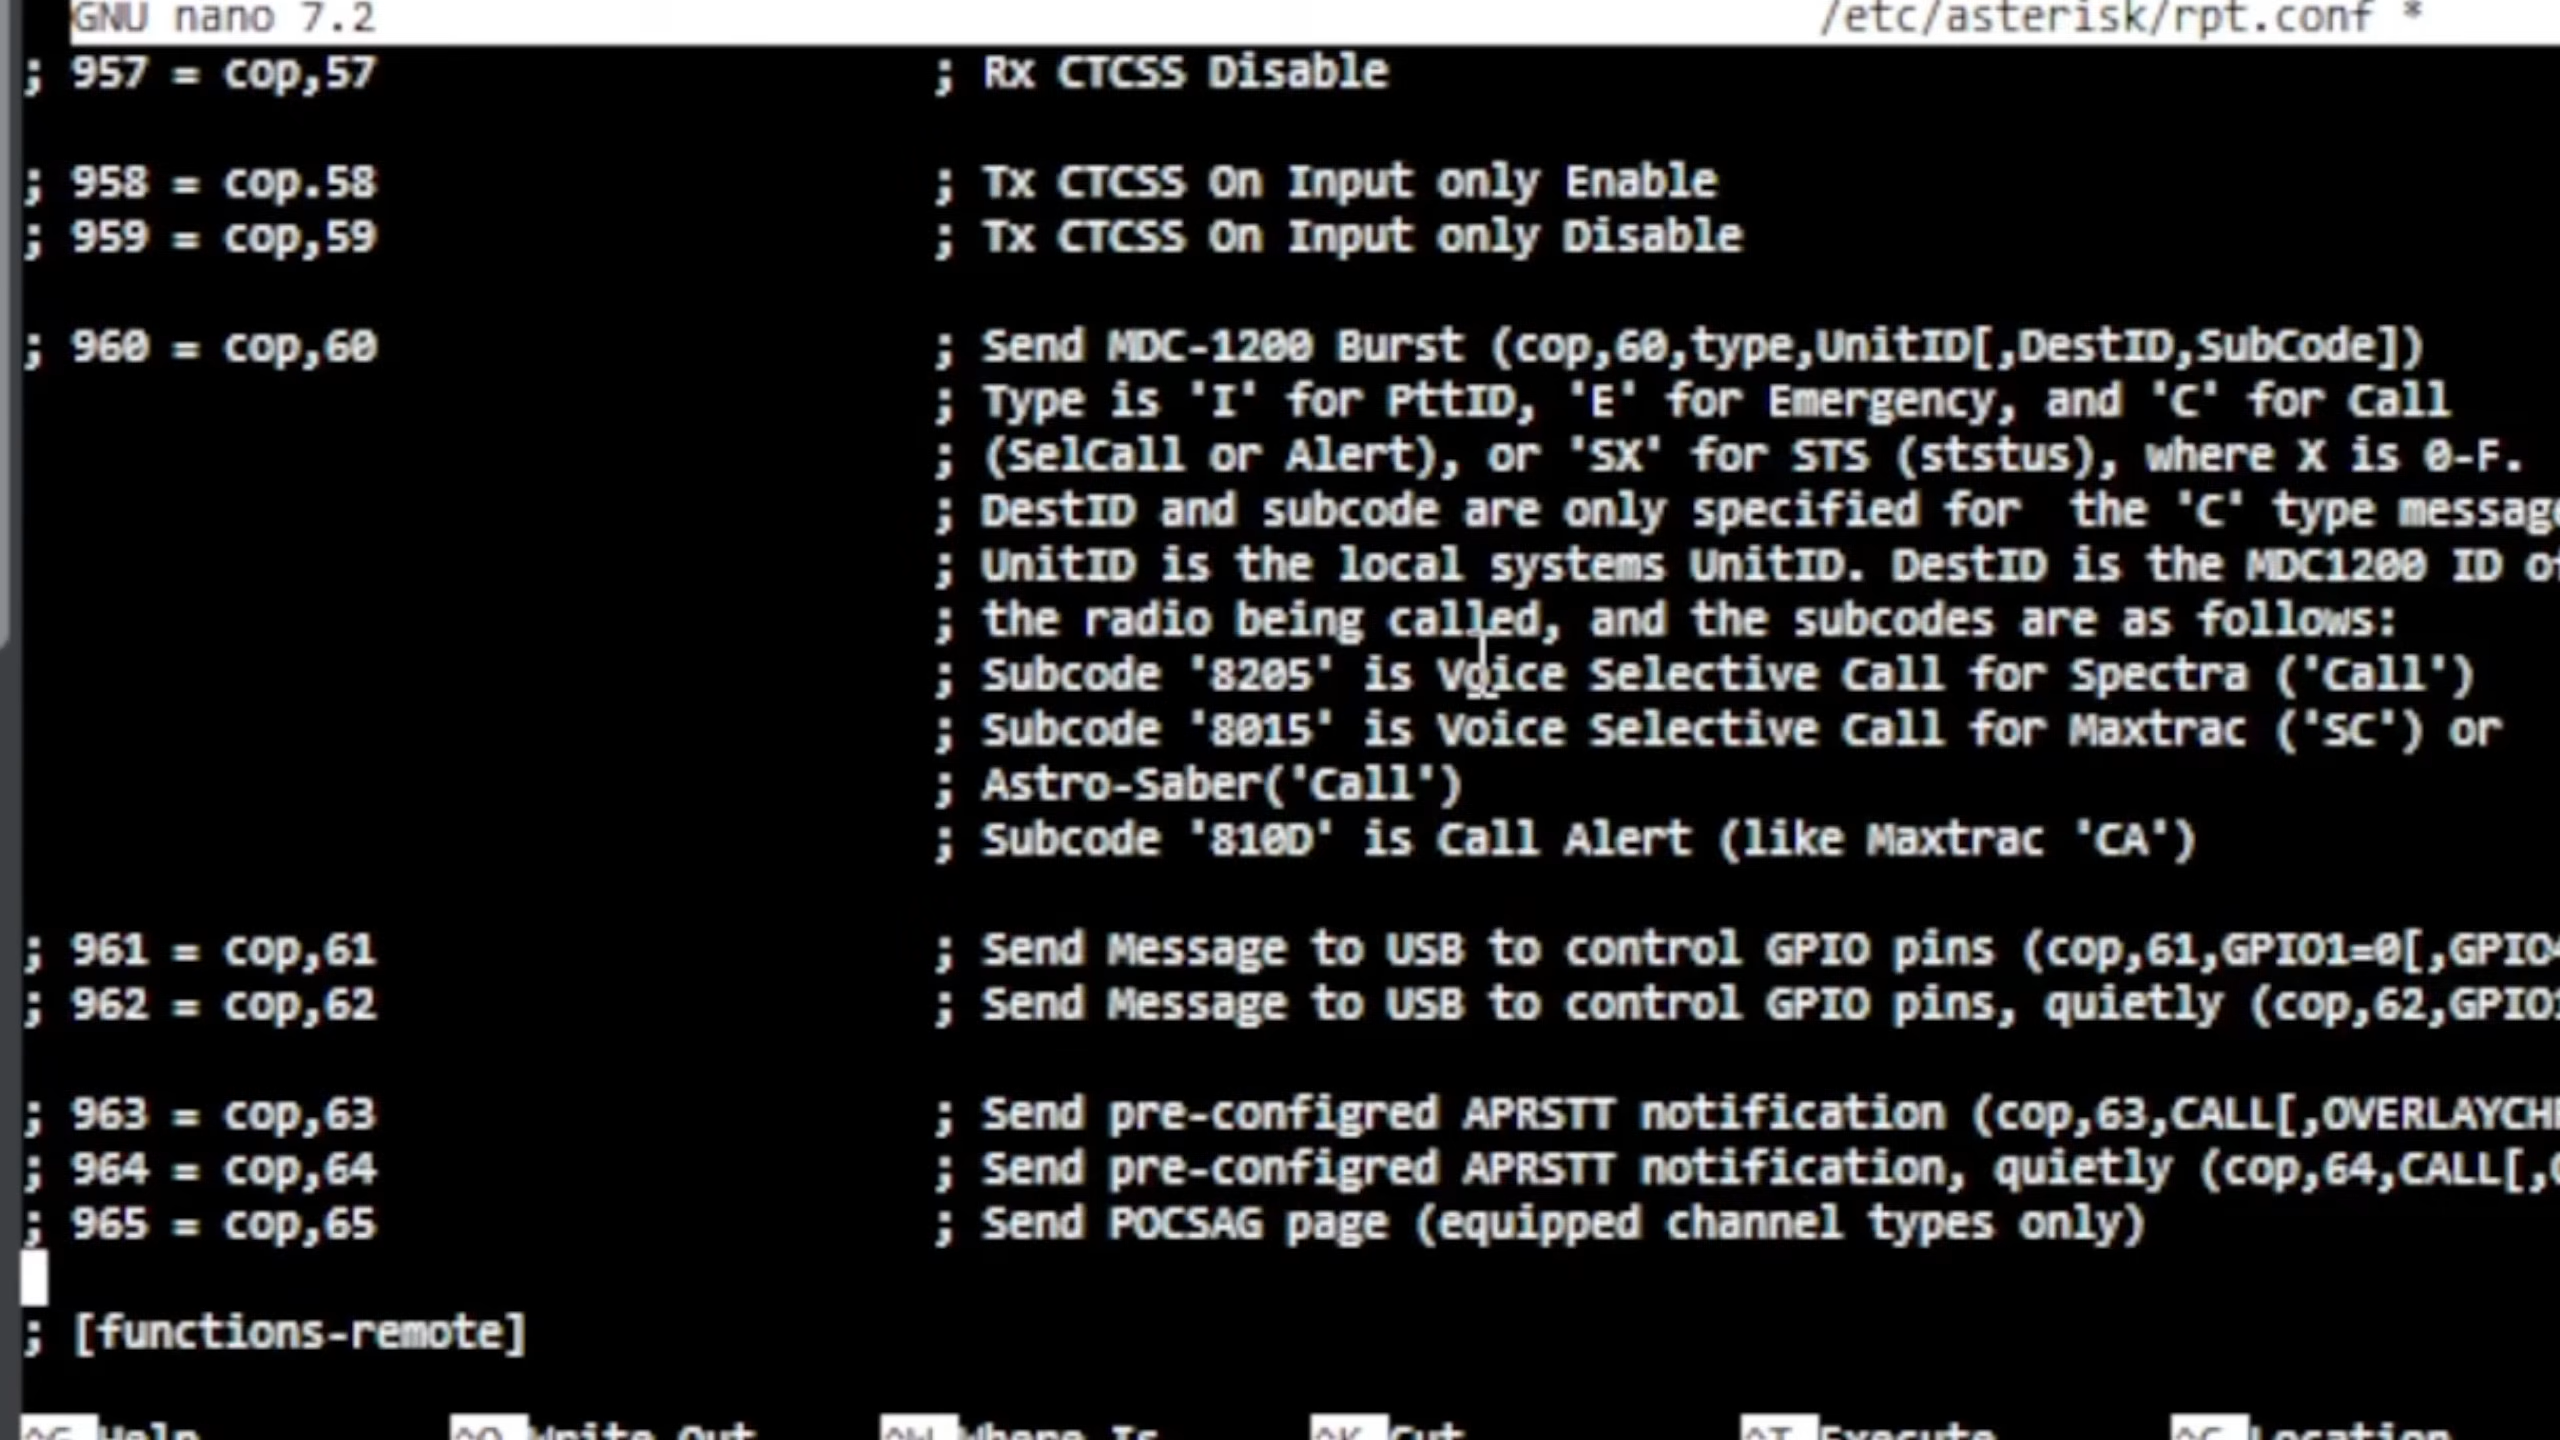 GNU nano 7.2 /etc/asterisk/rpt.conf *
; 957 = cop,57 ; Rx CTCSS Disable
; 958 = cop.58 ; Tx CTCSS On Input only Enable
; 959 = cop,59 ; Tx CTCSS On Input only Disable
; 960 = cop,60 ; Send MDC-1200 Burst (cop,60,type,UnitID[,DestID,SubCode])
; Type is 'I' for PttID, 'E' for Emergency, and 'C' for Call
; (SelCall or Alert), or 'SX' for STS (ststus), where X is 0-F.
; DestID and subcode are only specified for  the 'C' type message
; UnitID is the local systems UnitID. DestID is the MDC1200 ID of
; the radio being called, and the subcodes are as follows:
; Subcode '8205' is Voice Selective Call for Spectra ('Call')
; Subcode '8015' is Voice Selective Call for Maxtrac ('SC') or
; Astro-Saber('Call')
; Subcode '810D' is Call Alert (like Maxtrac 'CA')
; 961 = cop,61 ; Send Message to USB to control GPIO pins (cop,61,GPIO1=0[,GPIO4
; 962 = cop,62 ; Send Message to USB to control GPIO pins, quietly (cop,62,GPIO1
; 963 = cop,63 ; Send pre-configred APRSTT notification (cop,63,CALL[,OVERLAYCH
; 964 = cop,64 ; Send pre-configred APRSTT notification, quietly (cop,64,CALL[,
; 965 = cop,65 ; Send POCSAG page (equipped channel types only)
; [functions-remote]
^G Help ^O Write Out ^W Where Is ^K Cut ^T Execute ^C Location